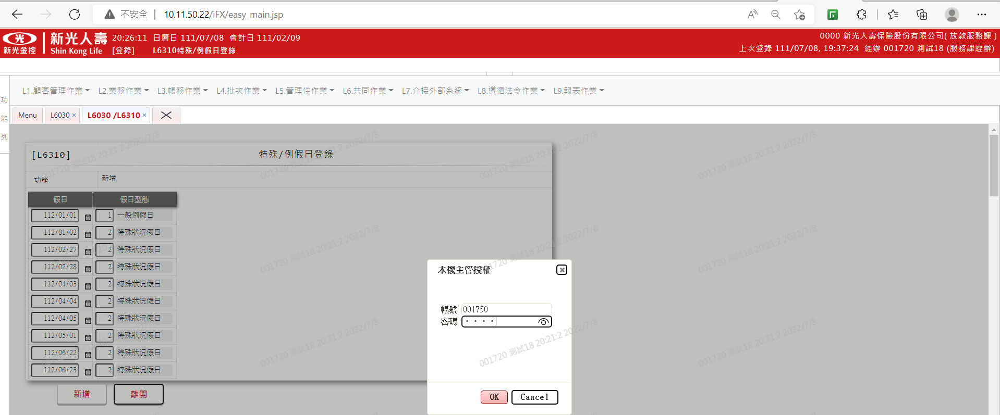 不安全 10.11.50.22/iFX/easy_main.jsp
新光金控
新光人壽
Shin Kong Life
20:26:11 日曆日 111/07/08 會計日 111/02/09
[登錄] L6310特殊/例假日登錄
0000 新光人壽保險股份有限公司( 放款服務課 )
上次登錄 111/07/08, 19:37:24 經辦 001720 測試18 (服務課經辦)
功
能
列
L1.顧客管理作業 L2.業務作業 L3.帳務作業 L4.批次作業 L5.管理性作業 L6.共同作業 L7.介接外部系統 L8.遵循法令作業 L9.報表作業
Menu L6030 × L6030 /L6310 ×
[L6310] 特殊/例假日登錄
功能 新增
假日 假日型態
112/01/01 1 一般例假日
112/01/02 2 特殊狀況假日
112/02/27 2 特殊狀況假日
112/02/28 2 特殊狀況假日
112/04/03 2 特殊狀況假日
112/04/04 2 特殊狀況假日
112/04/05 2 特殊狀況假日
112/05/01 2 特殊狀況假日
112/06/22 2 特殊狀況假日
112/06/23 2 特殊狀況假日
新增 離開
本機主管授權
帳號 001750
密碼 ····
OK Cancel
001720 測試18 20:21:2 2022/7/8